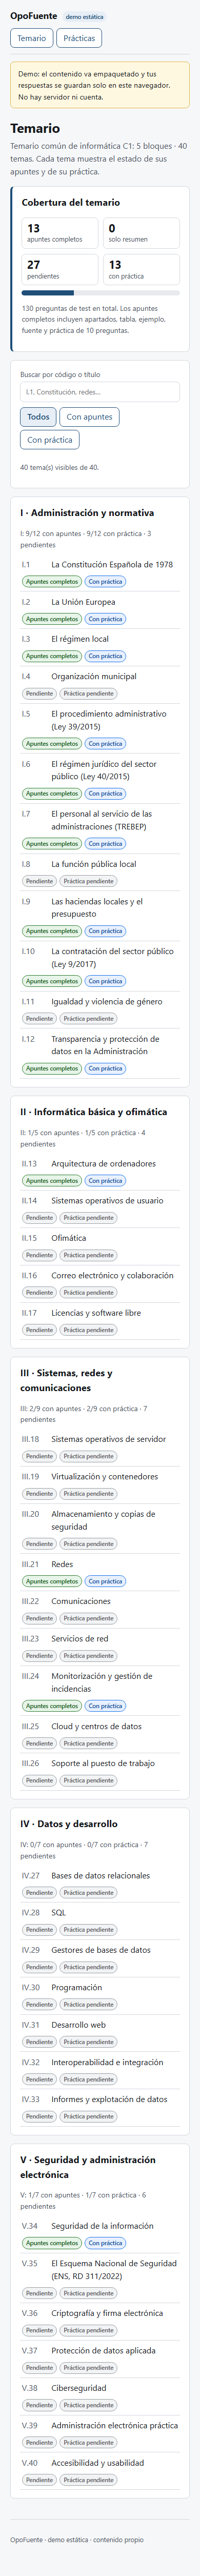 OpoFuente demo estática
Temario Prácticas
Demo: el contenido va empaquetado y tus
respuestas se guardan solo en este navegador.
No hay servidor ni cuenta.
Temario
Temario común de informática C1: 5 bloques · 40
temas. Cada tema muestra el estado de sus
apuntes y de su práctica.
Cobertura del temario
13 0
apuntes completos solo resumen
27 13
pendientes con práctica
130 preguntas de test en total. Los apuntes
completos incluyen apartados, tabla, ejemplo,
fuente y práctica de 10 preguntas.
Buscar por código o título
I.1, Constitución, redes...
Todos Con apuntes
Con práctica
40 tema(s) visibles de 40.
I · Administración y normativa
I: 9/12 con apuntes · 9/12 con práctica · 3
pendientes
I.1 La Constitución Española de 1978
Apuntes completos Con práctica
I.2 La Unión Europea
Apuntes completos Con práctica
I.3 El régimen local
Apuntes completos Con práctica
I.4 Organización municipal
Pendiente Práctica pendiente
I.5 El procedimiento administrativo
(Ley 39/2015)
Apuntes completos Con práctica
I.6 El régimen jurídico del sector
público (Ley 40/2015)
Apuntes completos Con práctica
I.7 El personal al servicio de las
administraciones (TREBEP)
Apuntes completos Con práctica
I.8 La función pública local
Pendiente Práctica pendiente
I.9 Las haciendas locales y el
presupuesto
Apuntes completos Con práctica
I.10 La contratación del sector público
(Ley 9/2017)
Apuntes completos Con práctica
I.11 Igualdad y violencia de género
Pendiente Práctica pendiente
I.12 Transparencia y protección de
datos en la Administración
Apuntes completos Con práctica
II · Informática básica y ofimática
II: 1/5 con apuntes · 1/5 con práctica · 4
pendientes
II.13 Arquitectura de ordenadores
Apuntes completos Con práctica
II.14 Sistemas operativos de usuario
Pendiente Práctica pendiente
II.15 Ofimática
Pendiente Práctica pendiente
II.16 Correo electrónico y colaboración
Pendiente Práctica pendiente
II.17 Licencias y software libre
Pendiente Práctica pendiente
III · Sistemas, redes y
comunicaciones
III: 2/9 con apuntes · 2/9 con práctica · 7
pendientes
III.18 Sistemas operativos de servidor
Pendiente Práctica pendiente
III.19 Virtualización y contenedores
Pendiente Práctica pendiente
III.20 Almacenamiento y copias de
seguridad
Pendiente Práctica pendiente
III.21 Redes
Apuntes completos Con práctica
III.22 Comunicaciones
Pendiente Práctica pendiente
III.23 Servicios de red
Pendiente Práctica pendiente
III.24 Monitorización y gestión de
incidencias
Apuntes completos Con práctica
III.25 Cloud y centros de datos
Pendiente Práctica pendiente
III.26 Soporte al puesto de trabajo
Pendiente Práctica pendiente
IV · Datos y desarrollo
IV: 0/7 con apuntes · 0/7 con práctica · 7
pendientes
IV.27 Bases de datos relacionales
Pendiente Práctica pendiente
IV.28 SQL
Pendiente Práctica pendiente
IV.29 Gestores de bases de datos
Pendiente Práctica pendiente
IV.30 Programación
Pendiente Práctica pendiente
IV.31 Desarrollo web
Pendiente Práctica pendiente
IV.32 Interoperabilidad e integración
Pendiente Práctica pendiente
IV.33 Informes y explotación de datos
Pendiente Práctica pendiente
V · Seguridad y administración
electrónica
V: 1/7 con apuntes · 1/7 con práctica · 6
pendientes
V.34 Seguridad de la información
Apuntes completos Con práctica
V.35 El Esquema Nacional de Seguridad
(ENS, RD 311/2022)
Pendiente Práctica pendiente
V.36 Criptografía y firma electrónica
Pendiente Práctica pendiente
V.37 Protección de datos aplicada
Pendiente Práctica pendiente
V.38 Ciberseguridad
Pendiente Práctica pendiente
V.39 Administración electrónica práctica
Pendiente Práctica pendiente
V.40 Accesibilidad y usabilidad
Pendiente Práctica pendiente
OpoFuente · demo estática · contenido propio